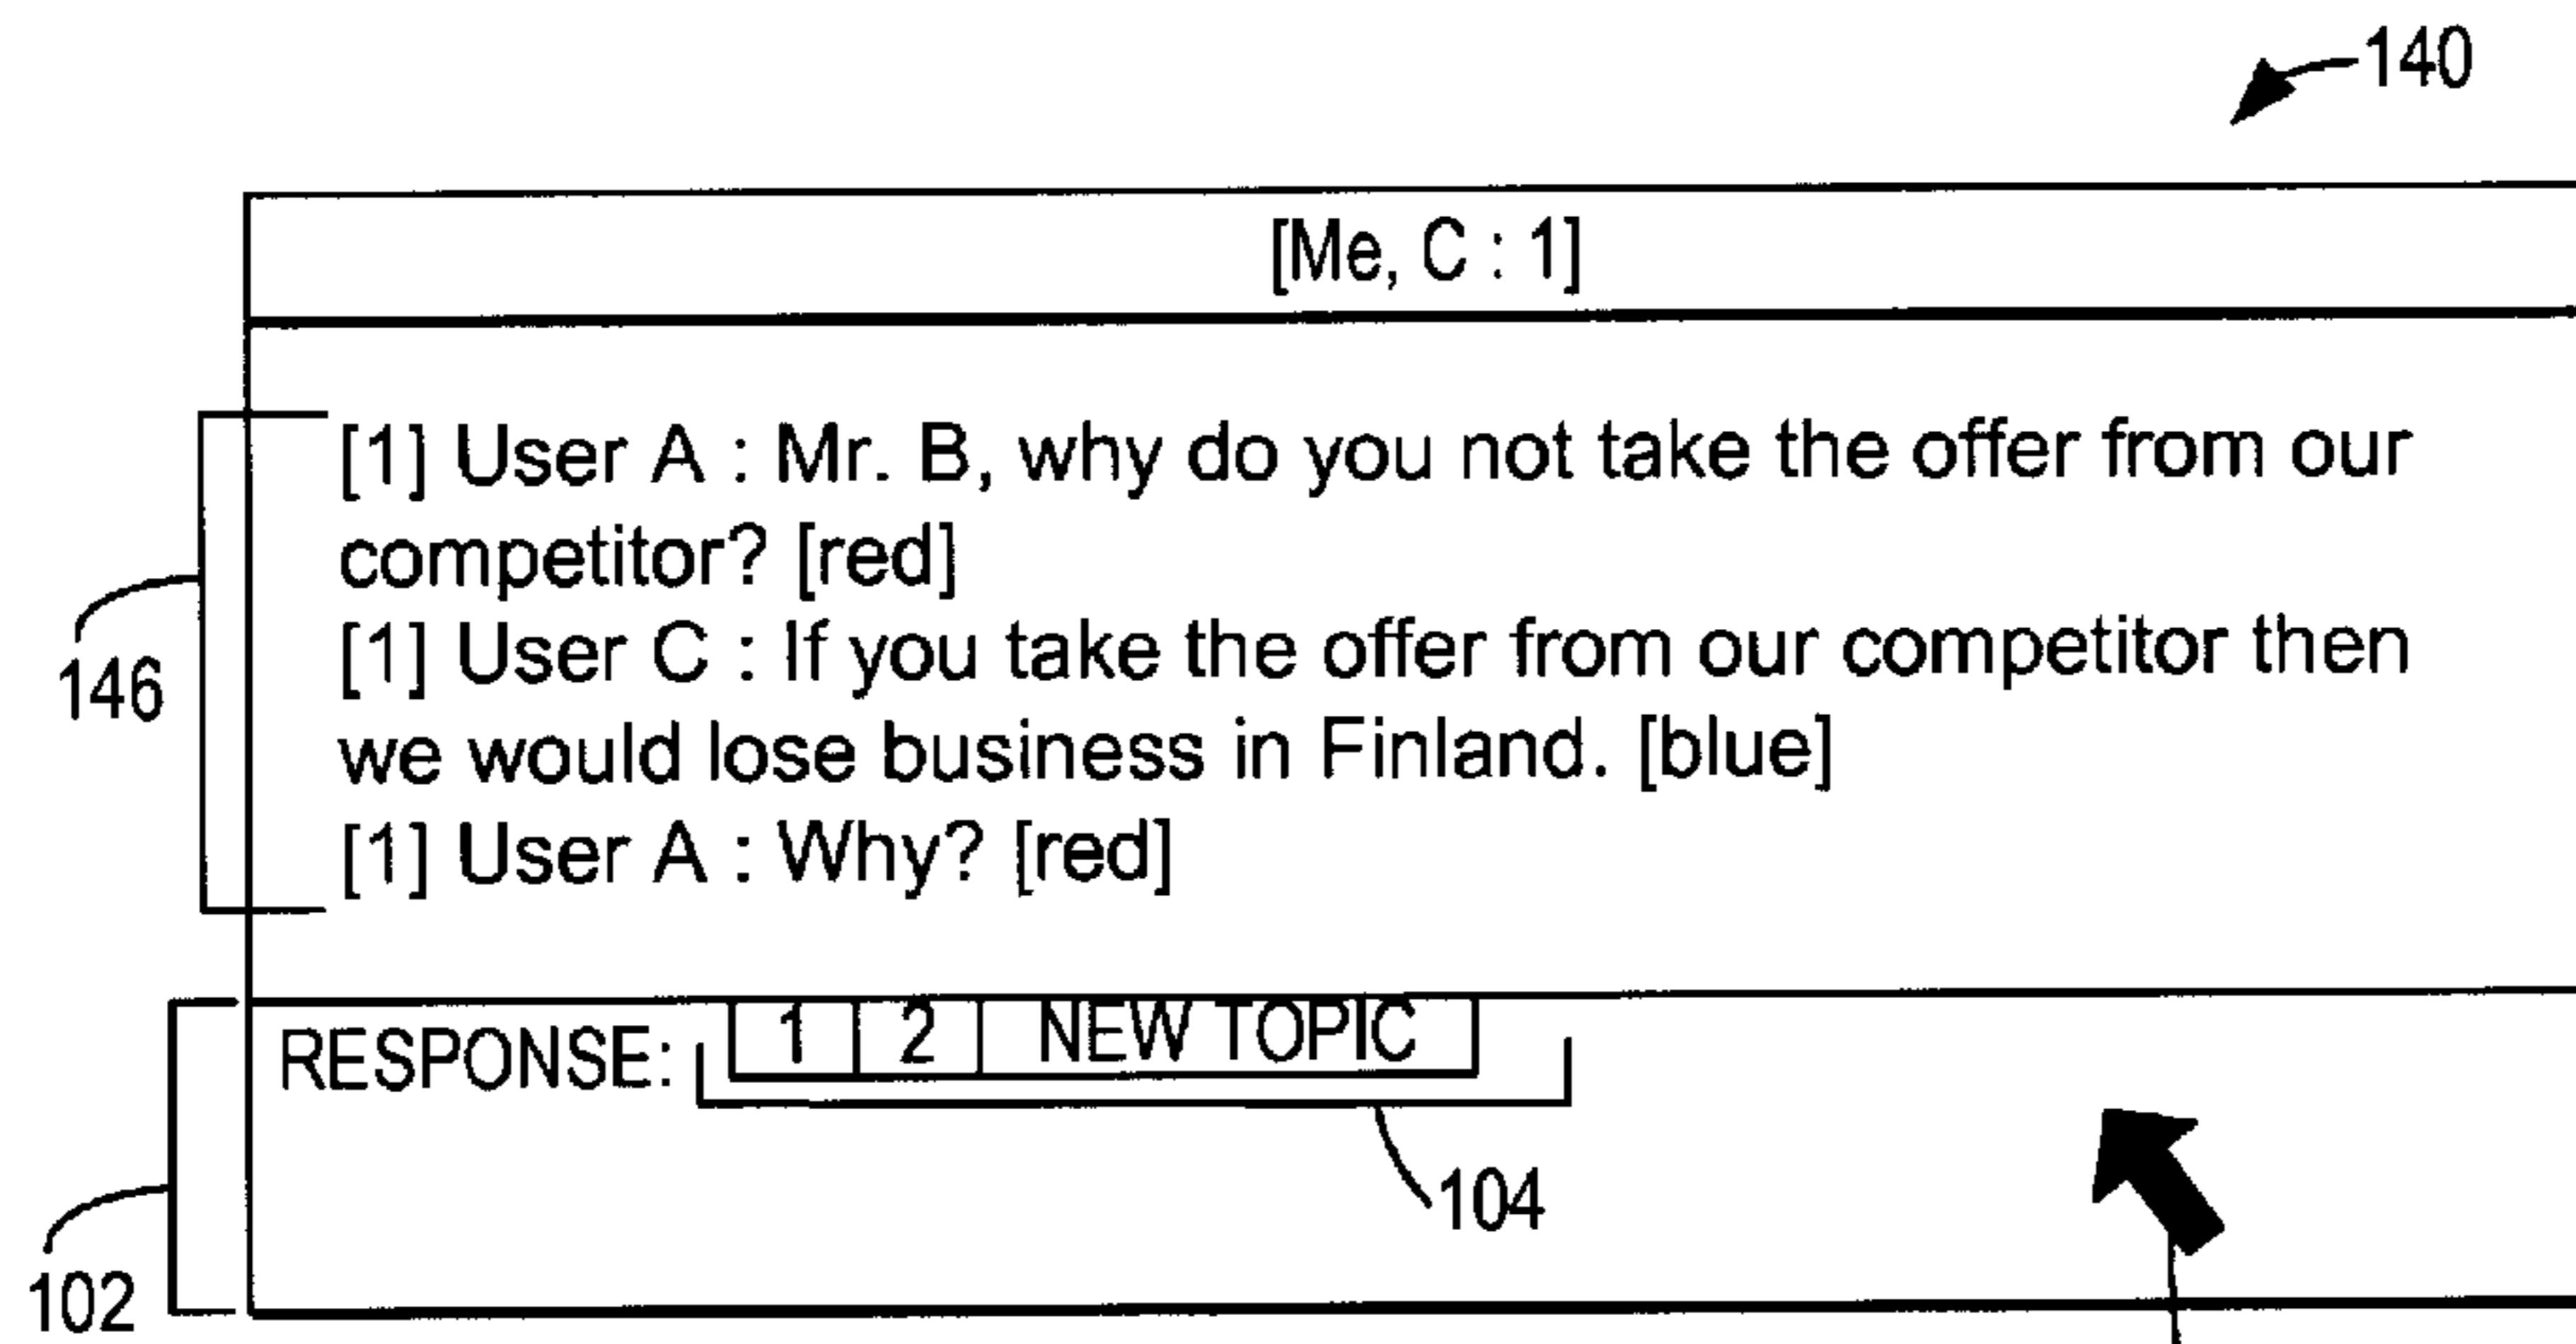 140
[Me, C : 1]
[1] User A : Mr. B, why do you not take the offer from our
competitor? [red]
[1] User C : If you take the offer from our competitor then
we would lose business in Finland. [blue]
[1] User A : Why? [red]
146
RESPONSE: 1 2 NEW TOPIC
104
102